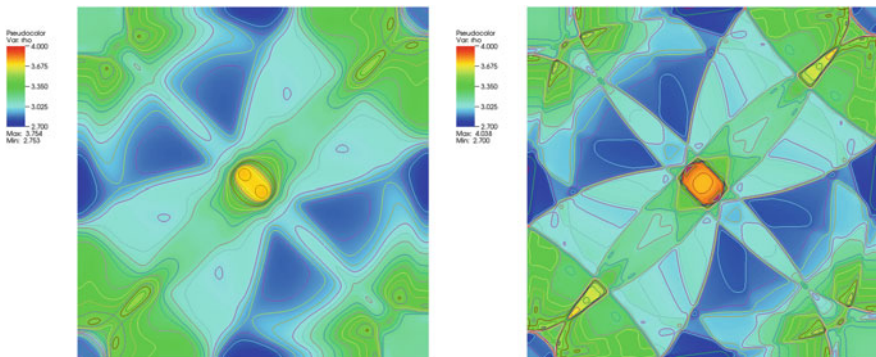 Pseudocolor
Var: rho
4.000
3.675
3.350
3.025
2.700
Max: 3.754
Min: 2.753
Pseudocolor
Var: rho
4.000
3.675
3.350
3.025
2.700
Max: 4.038
Min: 2.700